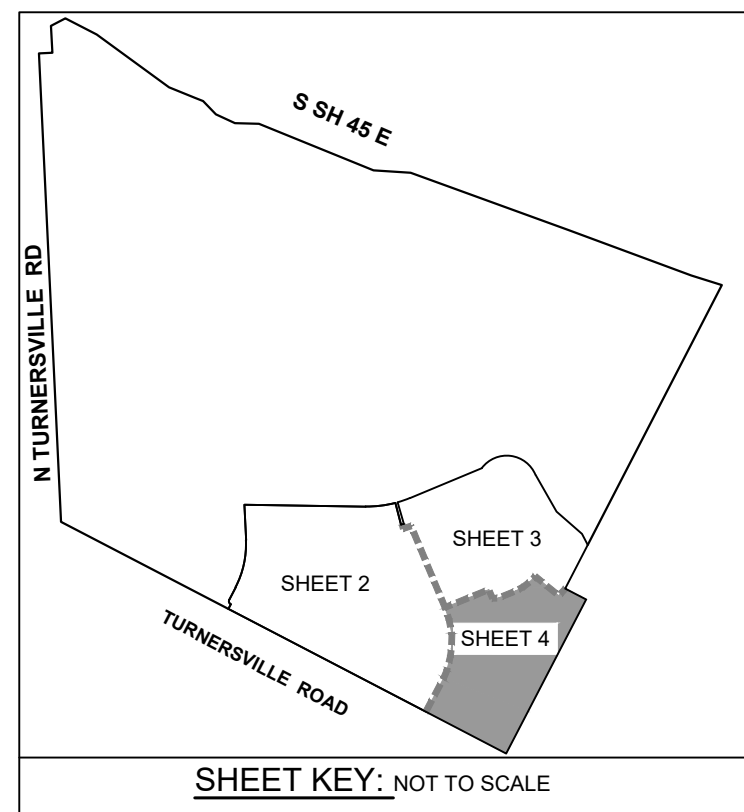 S SH 45 E
N TURNERSVILLE RD
SHEET 3
SHEET 2
SHEET 4
TURNERSVILLE ROAD
SHEET KEY: NOT TO SCALE